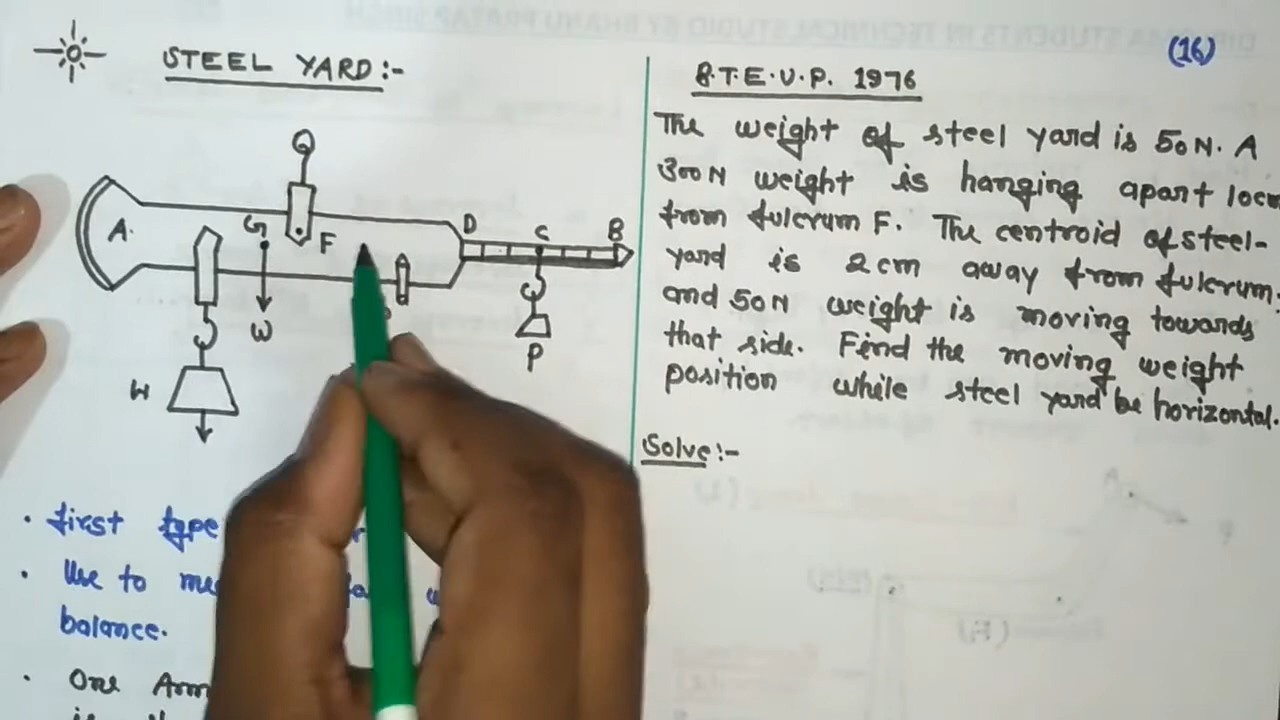 (16)
STEEL YARD:-
Q
A
G
F
D
C
B
W
W
P
• First type
• Use to me
balance.
• One Arm
B.T.E.U.P. 1976
The weight of steel yard is 50N. A
300N weight is hanging apart 10cm
from fulcrum F. The centroid of steel-
yard is 2cm away from fulcrum.
and 50N weight is moving towards
that side. Find the moving weight
position while steel yard be horizontal.
Solve:-